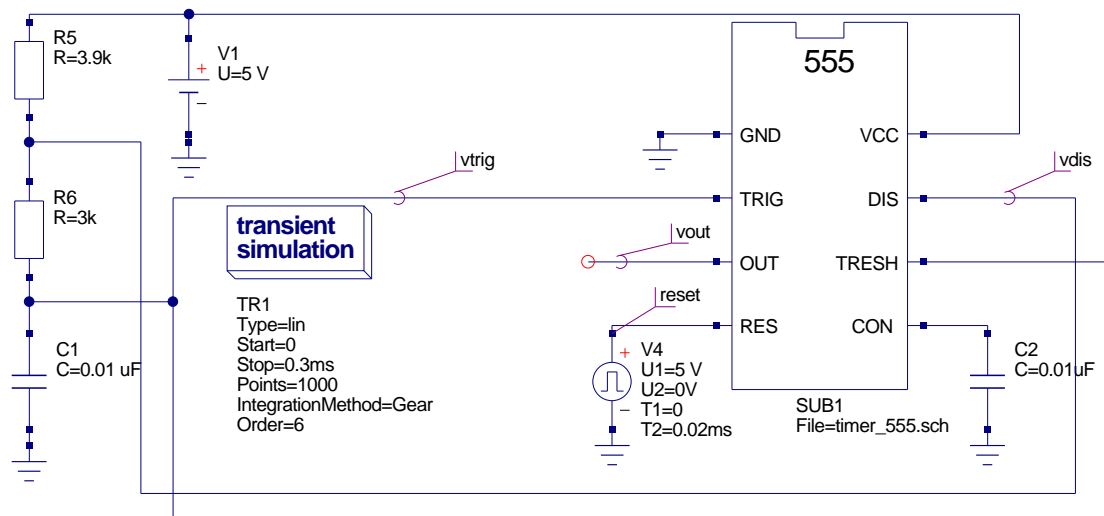 R5
R=3.9k
V1
U=5 V
+
−
R6
R=3k
C1
C=0.01 uF
transient
simulation
TR1
Type=lin
Start=0
Stop=0.3ms
Points=1000
IntegrationMethod=Gear
Order=6
vtrig
vout
reset
vdis
555
GND
VCC
TRIG
DIS
OUT
TRESH
RES
CON
V4
U1=5 V
U2=0V
T1=0
T2=0.02ms
+
−
SUB1
File=timer_555.sch
C2
C=0.01uF